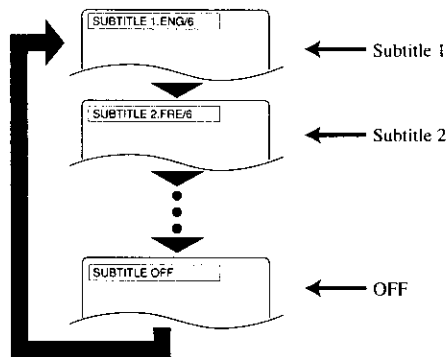 SUBTITLE 1.ENG/6
Subtitle 1
SUBTITLE 2.FRE/6
Subtitle 2
SUBTITLE OFF
OFF